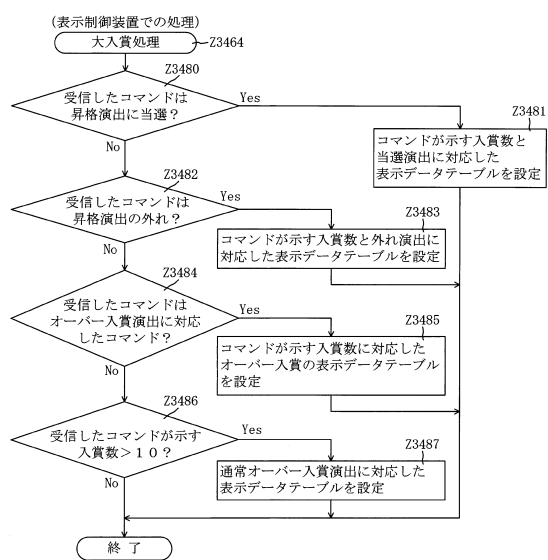 (表示制御装置での処理)
大入賞処理
Z3464
Z3480
受信したコマンドは
昇格演出に当選?
Yes
No
Z3481
コマンドが示す入賞数と
当選演出に対応した
表示データテーブルを設定
Z3482
受信したコマンドは
昇格演出の外れ?
Yes
No
Z3483
コマンドが示す入賞数と外れ演出に
対応した表示データテーブルを設定
Z3484
受信したコマンドは
オーバー入賞演出に対応
したコマンド?
Yes
No
Z3485
コマンドが示す入賞数に対応した
オーバー入賞の表示データテーブル
を設定
Z3486
受信したコマンドが示す
入賞数>10?
Yes
No
Z3487
通常オーバー入賞演出に対応した
表示データテーブルを設定
終 了